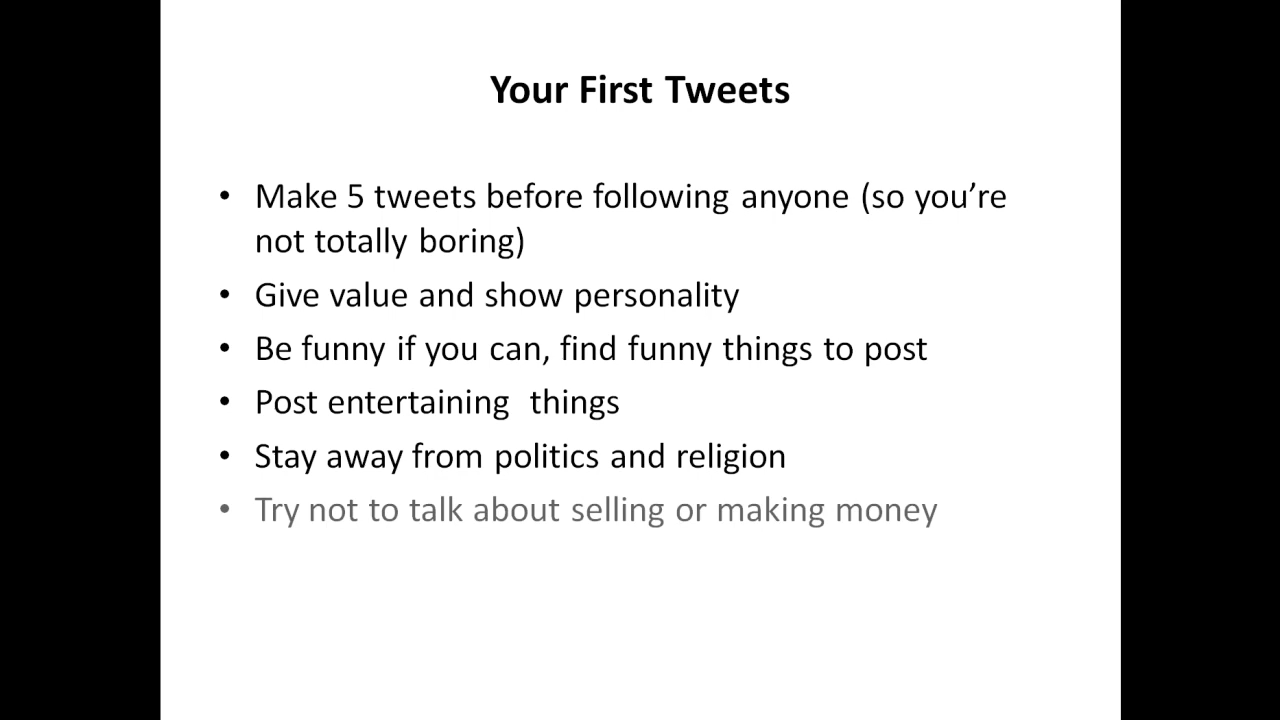 Your First Tweets
• Make 5 tweets before following anyone (so you’re
not totally boring)
• Give value and show personality
• Be funny if you can, find funny things to post
• Post entertaining  things
• Stay away from politics and religion
• Try not to talk about selling or making money